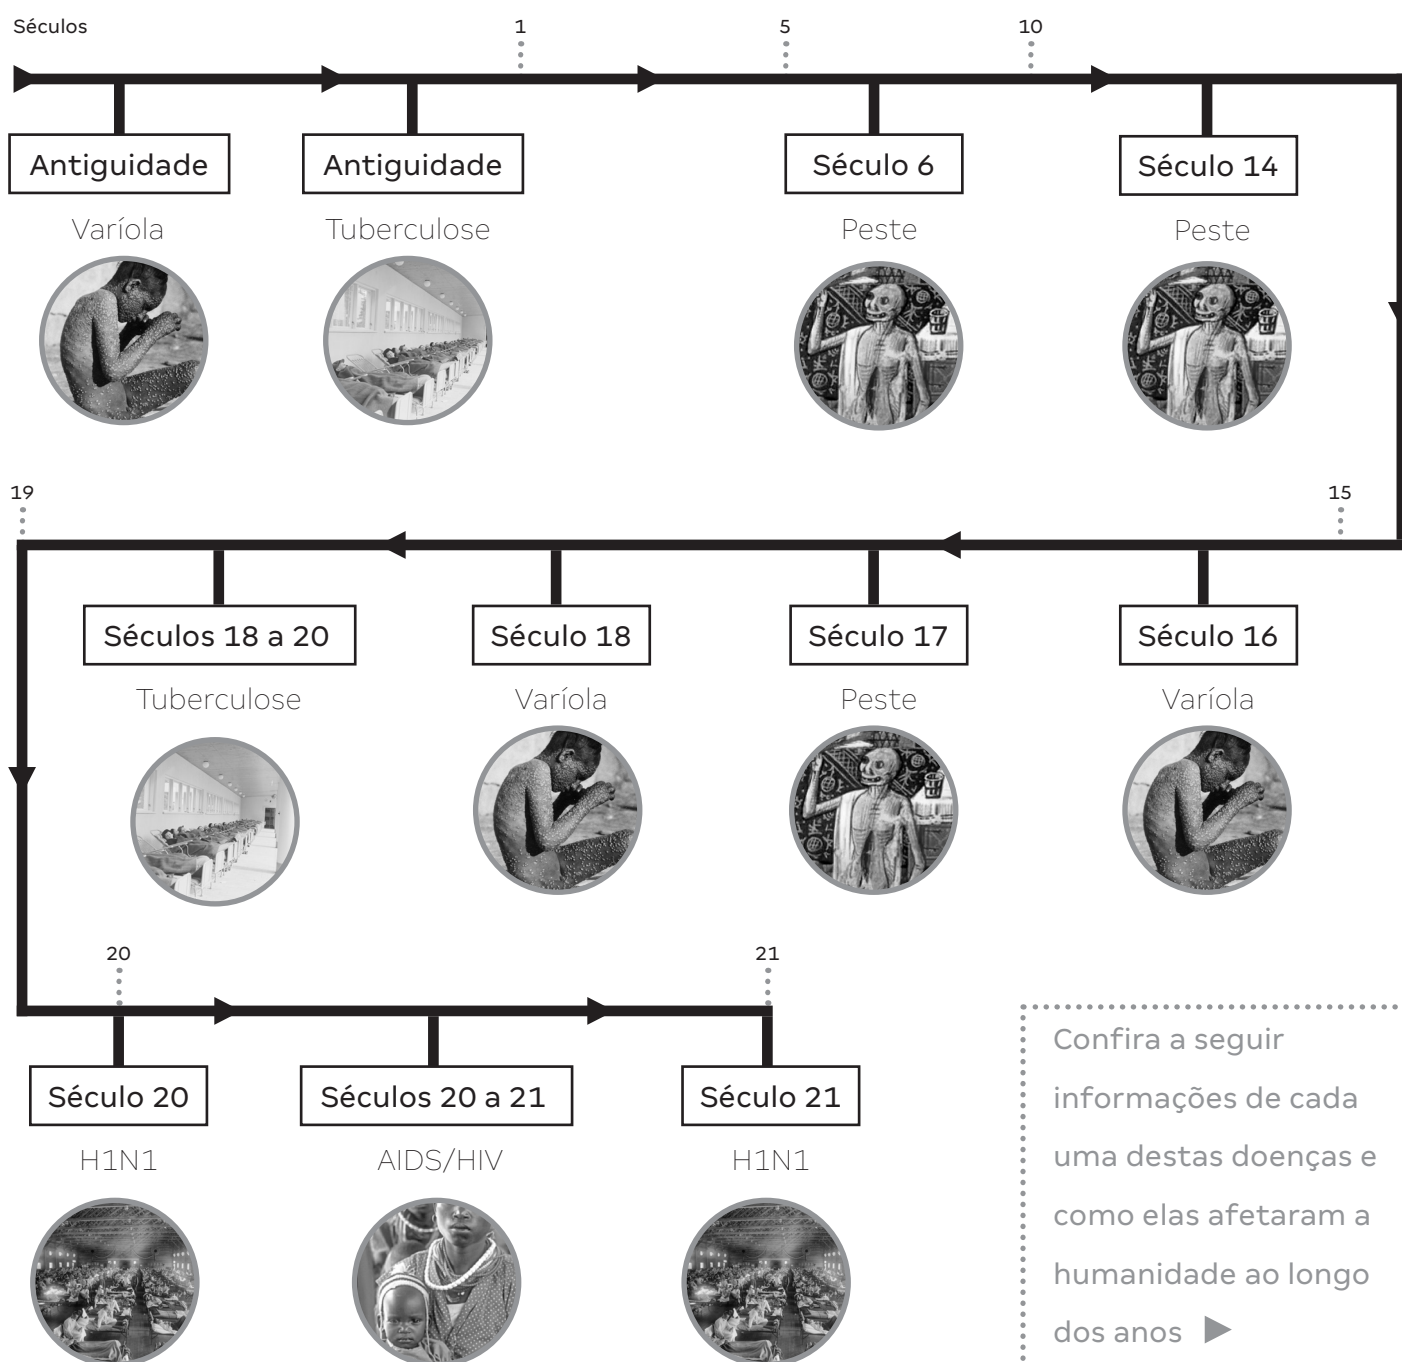 Séculos
1
5
10
Antiguidade
Antiguidade
Século 6
Século 14
Varíola
Tuberculose
Peste
Peste
19
15
Séculos 18 a 20
Século 18
Século 17
Século 16
Tuberculose
Varíola
Peste
Varíola
20
21
Século 20
Séculos 20 a 21
Século 21
H1N1
AIDS/HIV
H1N1
Confira a seguir
informações de cada
uma destas doenças e
como elas afetaram a
humanidade ao longo
dos anos